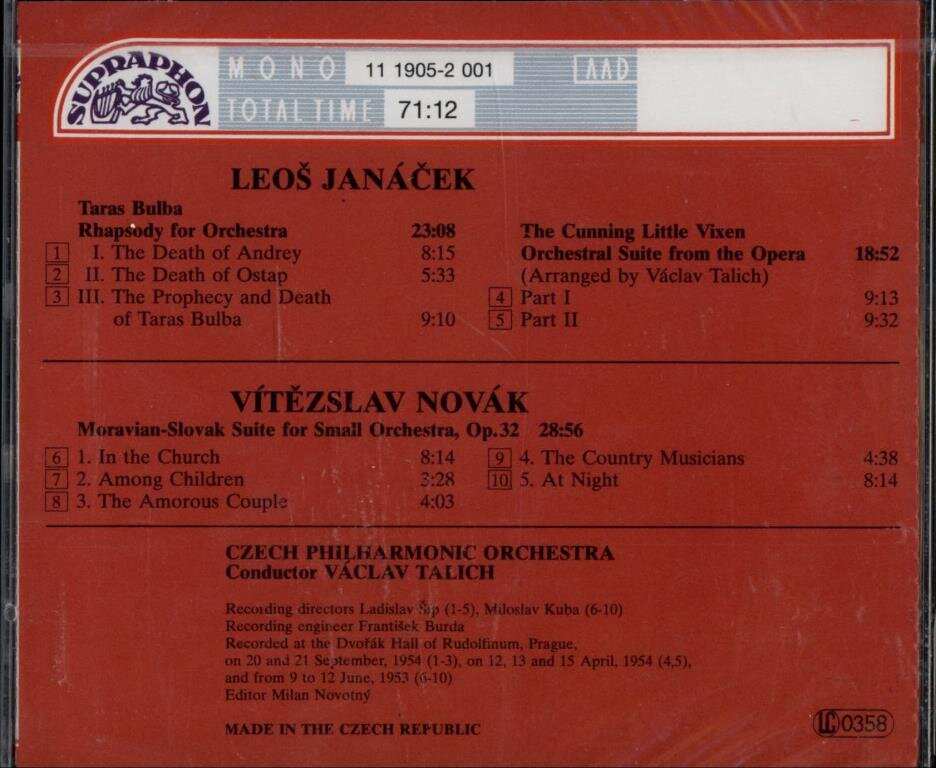 SUPRAPHON
MONO 11 1905-2 001 AAD
TOTAL TIME 71:12
LEOŠ JANÁČEK
Taras Bulba
Rhapsody for Orchestra 23:08
1 I. The Death of Andrey 8:15
2 II. The Death of Ostap 5:33
3 III. The Prophecy and Death
of Taras Bulba 9:10
The Cunning Little Vixen
Orchestral Suite from the Opera 18:52
(Arranged by Václav Talich)
4 Part I 9:13
5 Part II 9:32
VÍTĚZSLAV NOVÁK
Moravian-Slovak Suite for Small Orchestra, Op.32 28:56
6 1. In the Church 8:14
7 2. Among Children 3:28
8 3. The Amorous Couple 4:03
9 4. The Country Musicians 4:38
10 5. At Night 8:14
CZECH PHILHARMONIC ORCHESTRA
Conductor VÁCLAV TALICH
Recording directors Ladislav Šíp (1-5), Miloslav Kuba (6-10)
Recording engineer František Burda
Recorded at the Dvořák Hall of Rudolfinum, Prague,
on 20 and 21 September, 1954 (1-3), on 12, 13 and 15 April, 1954 (4,5),
and from 9 to 12 June, 1953 (6-10)
Editor Milan Novotný
MADE IN THE CZECH REPUBLIC
LC 0358